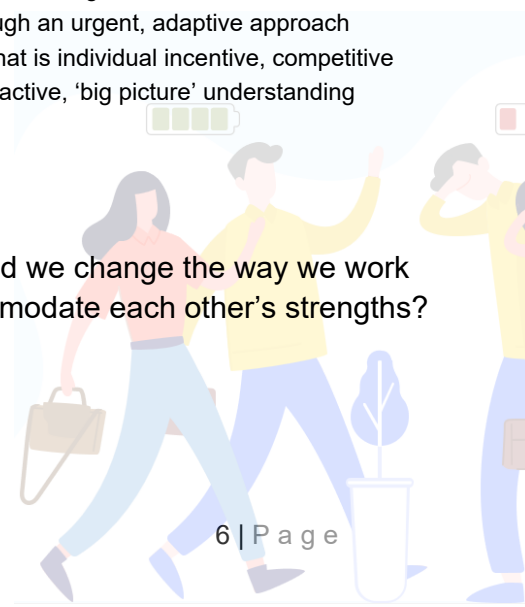 ugh an urgent, adaptive approach
hat is individual incentive, competitive
active, ‘big picture’ understanding
d we change the way we work
modate each other’s strengths?
6 | P a g e